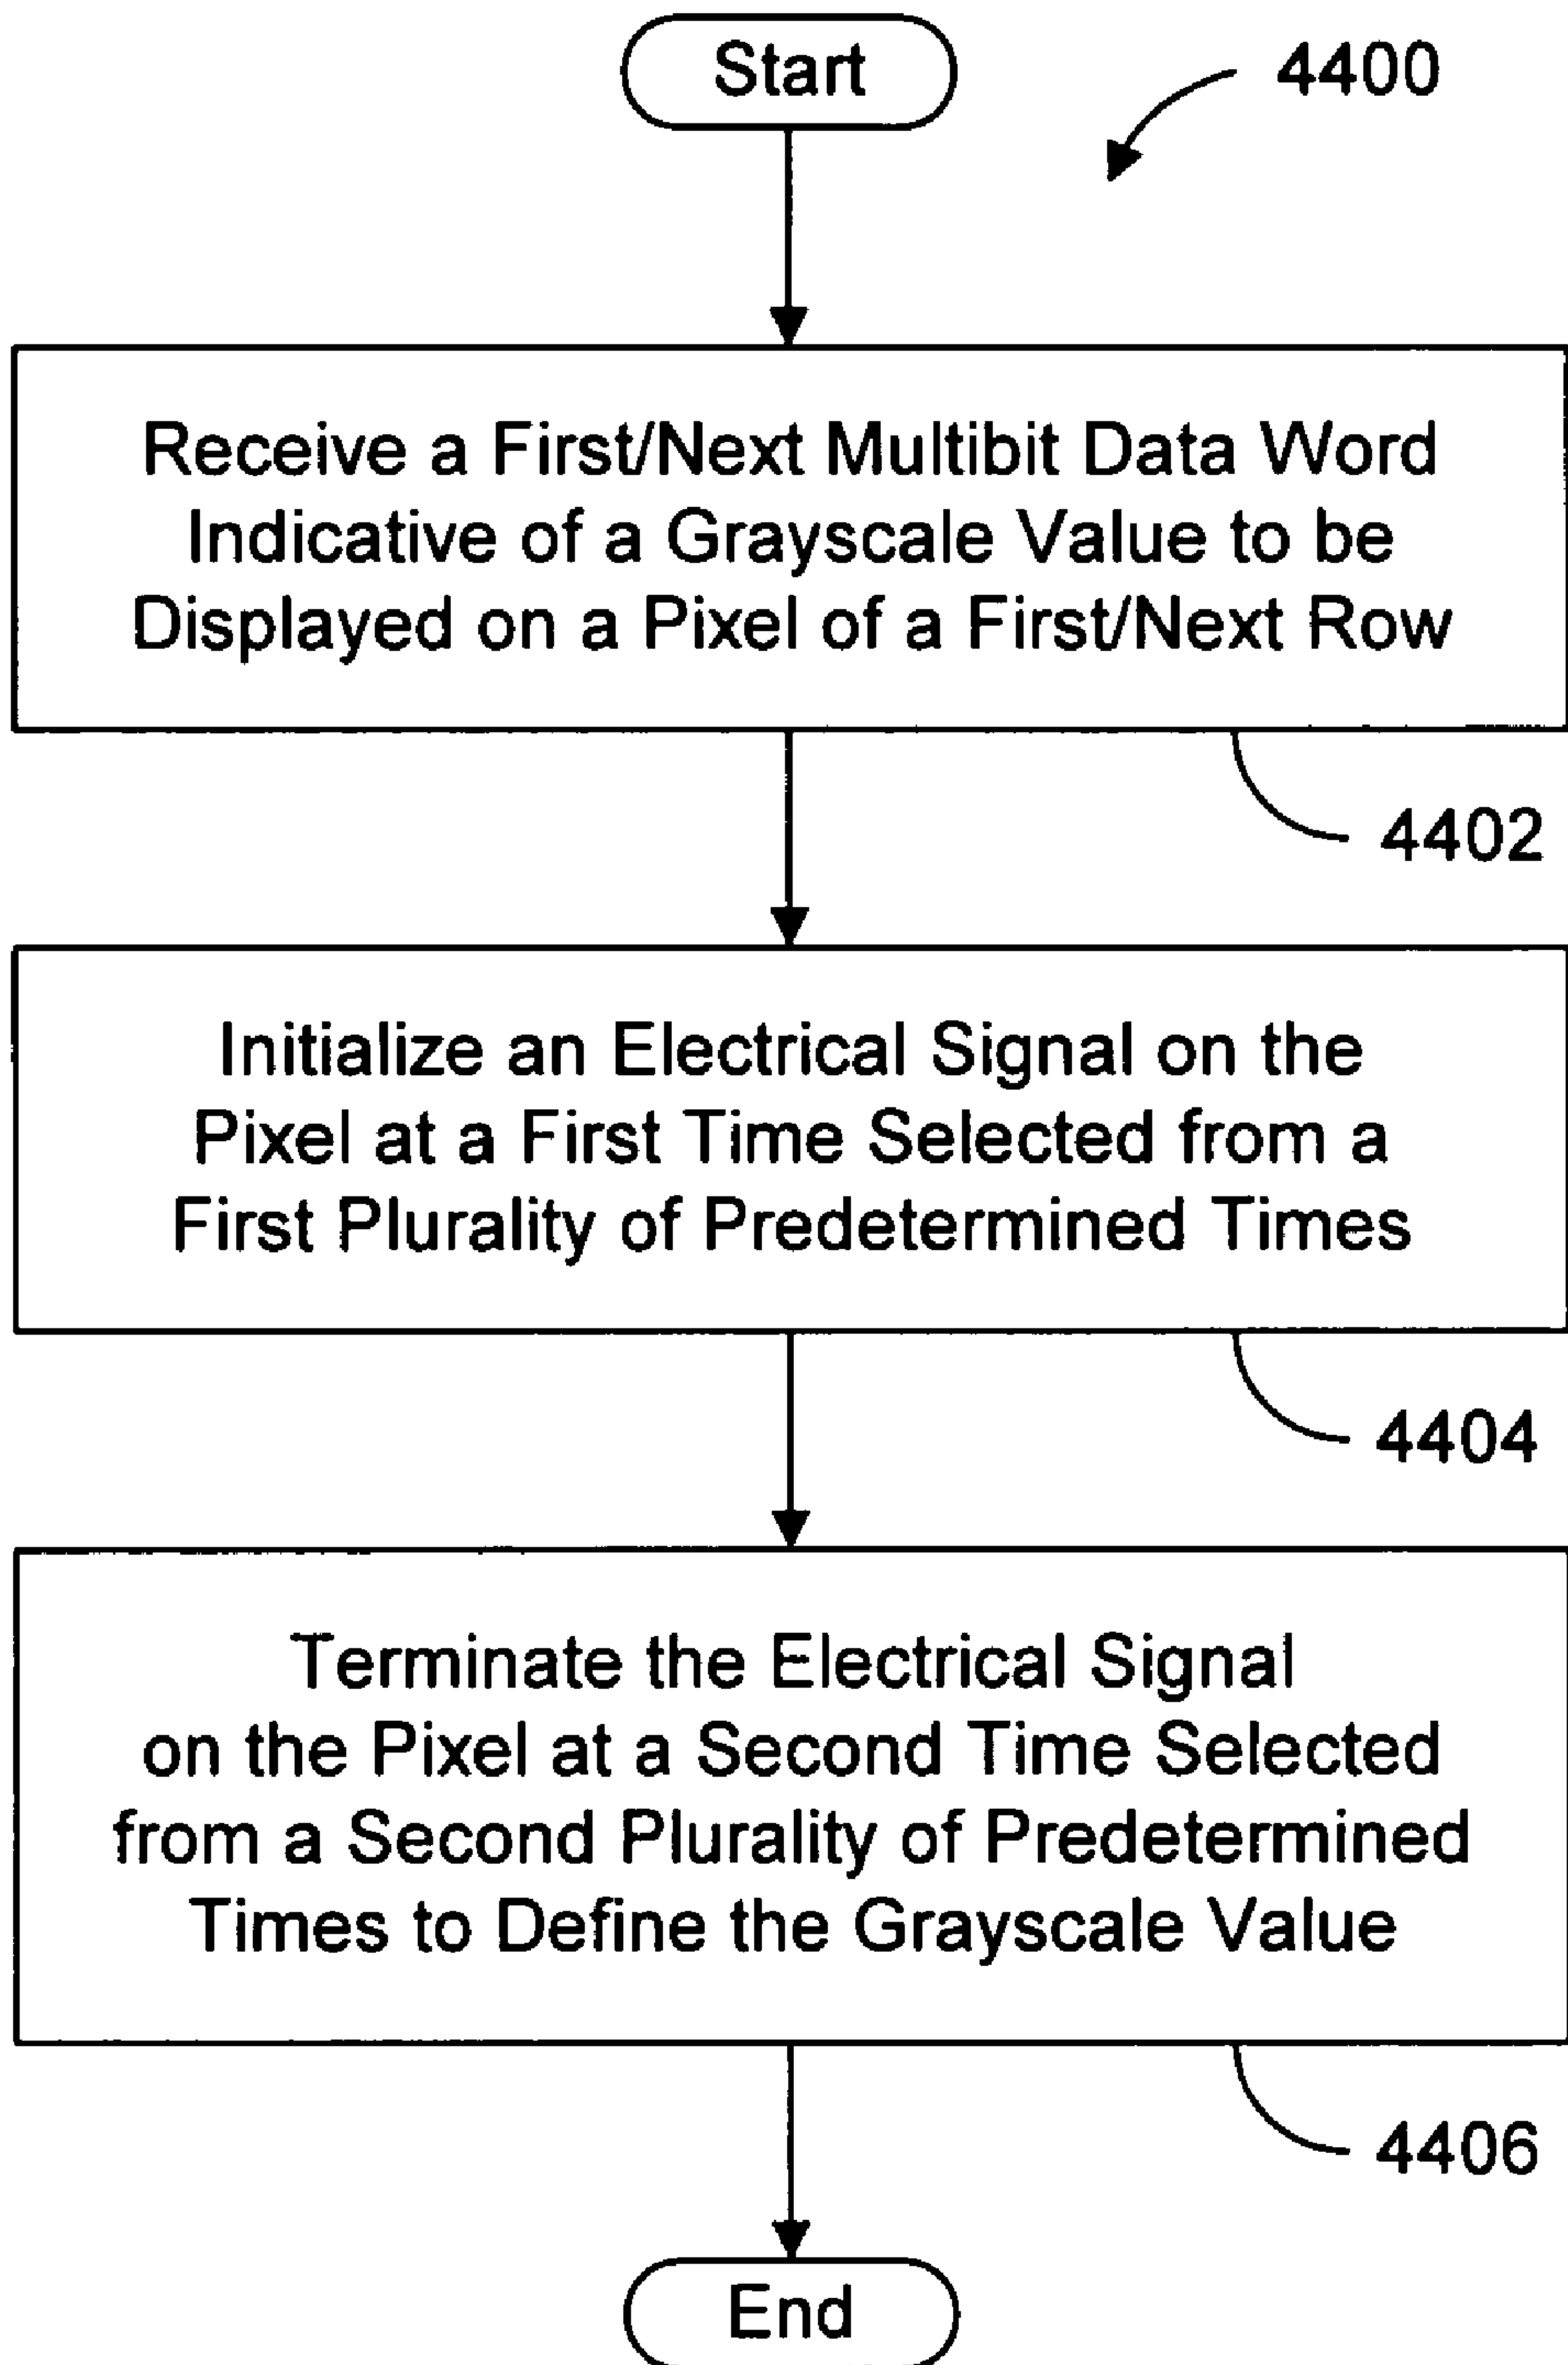 Start
4400
Receive a First/Next Multibit Data Word
Indicative of a Grayscale Value to be
Displayed on a Pixel of a First/Next Row
4402
Initialize an Electrical Signal on the
Pixel at a First Time Selected from a
First Plurality of Predetermined Times
4404
Terminate the Electrical Signal
on the Pixel at a Second Time Selected
from a Second Plurality of Predetermined
Times to Define the Grayscale Value
4406
End